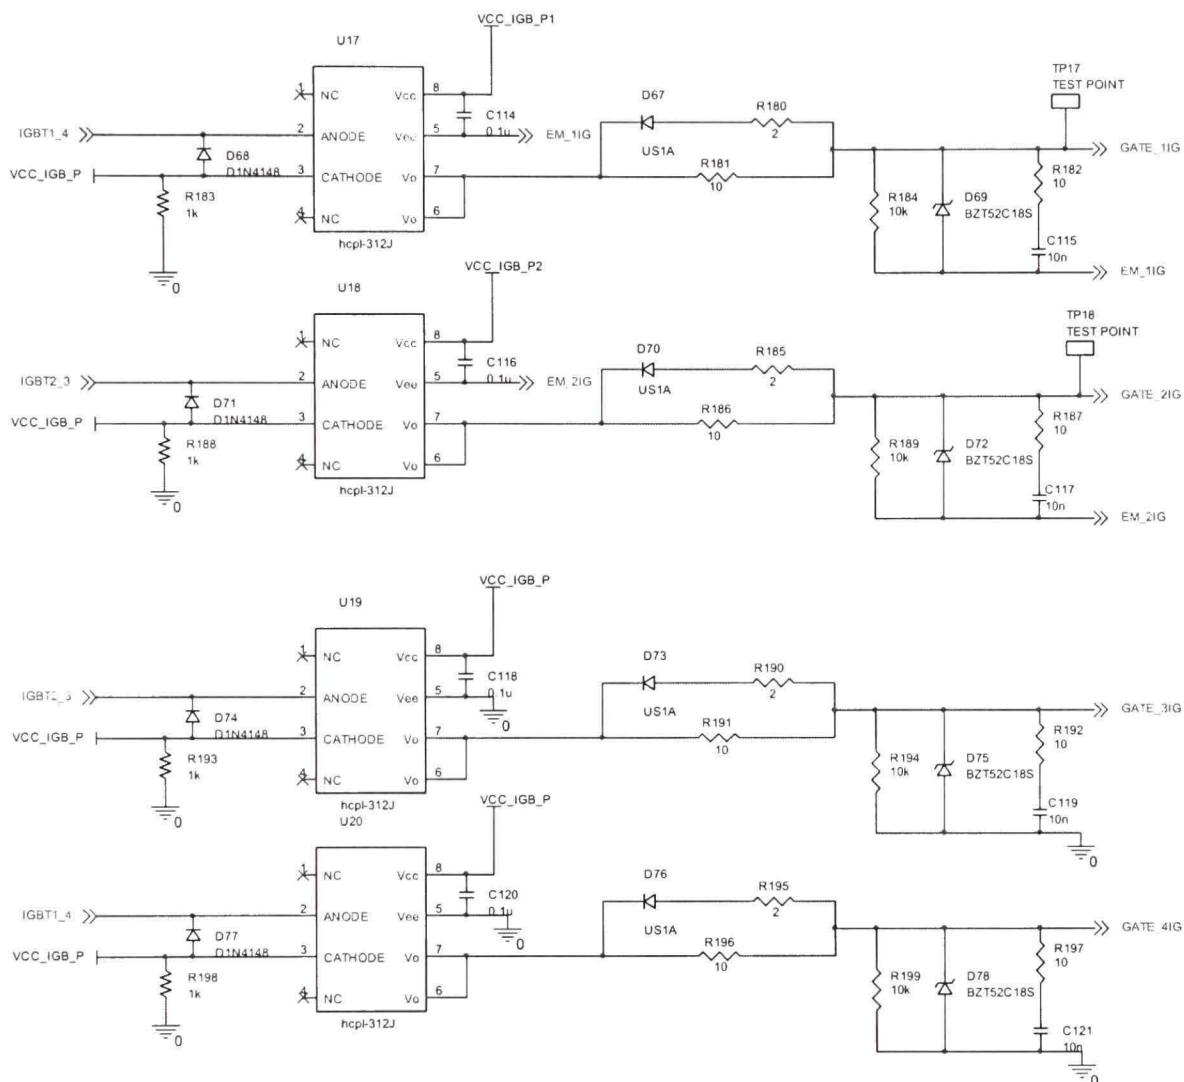 VCC_IGB_P1
U17
TP17
TEST POINT
1 NC Vcc 8
D67
R180
C114
0.1u
IGBT1_4
2 ANODE Vee 5
EM_1IG
US1A
2
GATE_1IG
D68
D1N4148
R181
10
R182
10
VCC_IGB_P
3 CATHODE Vo 7
R183
1k
R184
10k
D69
BZT52C18S
4 NC Vo 6
hcpl-312J
C115
10n
0
EM_1IG
VCC_IGB_P2
U18
TP18
TEST POINT
1 NC Vcc 8
D70
R185
C116
0.1u
IGBT2_3
2 ANODE Vee 5
EM_2IG
US1A
2
GATE_2IG
D71
D1N4148
R186
10
R187
10
VCC_IGB_P
3 CATHODE Vo 7
R188
1k
R189
10k
D72
BZT52C18S
4 NC Vo 6
hcpl-312J
C117
10n
0
EM_2IG
VCC_IGB_P
U19
1 NC Vcc 8
D73
R190
C118
0.1u
IGBT2_3
2 ANODE Vee 5
0
US1A
2
GATE_3IG
D74
D1N4148
R191
10
R192
10
VCC_IGB_P
3 CATHODE Vo 7
R193
1k
R194
10k
D75
BZT52C18S
4 NC Vo 6
hcpl-312J
C119
10n
0
0
VCC_IGB_P
U20
1 NC Vcc 8
D76
R195
C120
0.1u
IGBT1_4
2 ANODE Vee 5
0
US1A
2
GATE_4IG
D77
D1N4148
R196
10
R197
10
VCC_IGB_P
3 CATHODE Vo 7
R198
1k
R199
10k
D78
BZT52C18S
4 NC Vo 6
hcpl-312J
C121
10n
0
0